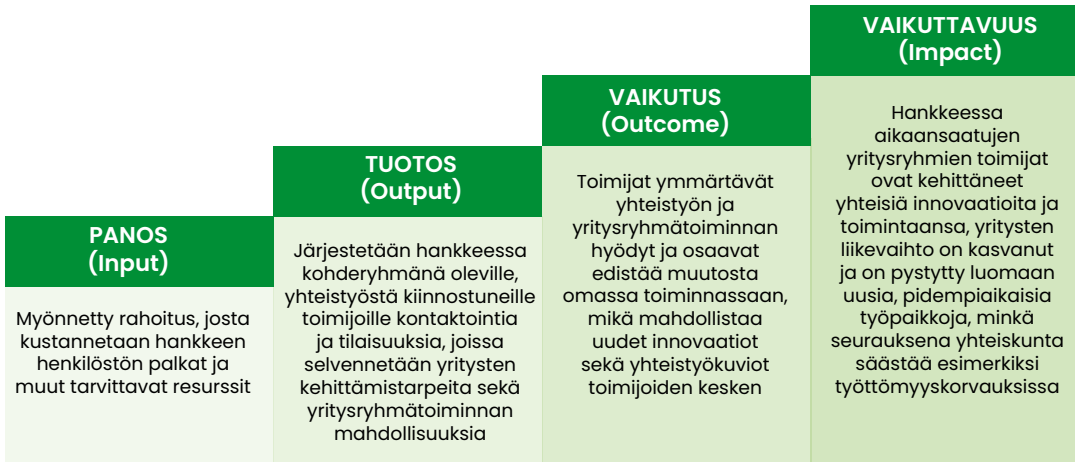 PANOS
(Input)
Myönnetty rahoitus, josta
kustannetaan hankkeen
henkilöstön palkat ja
muut tarvittavat resurssit
TUOTOS
(Output)
Järjestetään hankkeessa
kohderyhmänä oleville,
yhteistyöstä kiinnostuneille
toimijoille kontaktointia
ja tilaisuuksia, joissa
selvennetään yritysten
kehittämistarpeita sekä
yritysryhmätoiminnan
mahdollisuuksia
VAIKUTUS
(Outcome)
Toimijat ymmärtävät
yhteistyön ja
yritysryhmätoiminnan
hyödyt ja osaavat
edistää muutosta
omassa toiminnassaan,
mikä mahdollistaa
uudet innovaatiot
sekä yhteistyökuviot
toimijoiden kesken
VAIKUTTAVUUS
(Impact)
Hankkeessa
aikaansaatujen
yritysryhmien toimijat
ovat kehittäneet
yhteisiä innovaatioita ja
toimintaansa, yritysten
liikevaihto on kasvanut
ja on pystytty luomaan
uusia, pidempiaikaisia
työpaikkoja, minkä
seurauksena yhteiskunta
säästää esimerkiksi
työttömyyskorvauksissa